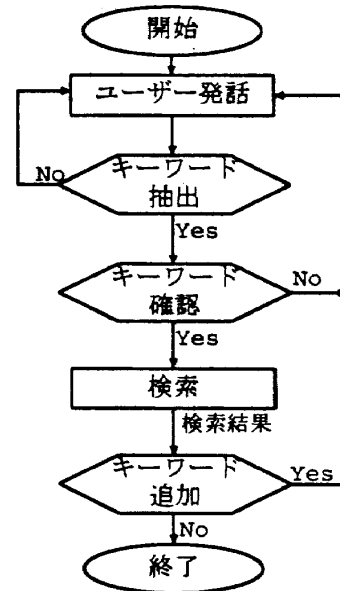 開始
ユーザー発話
キーワード
抽出
No
Yes
キーワード
確認
No
Yes
検索
検索結果
キーワード
追加
Yes
No
終了